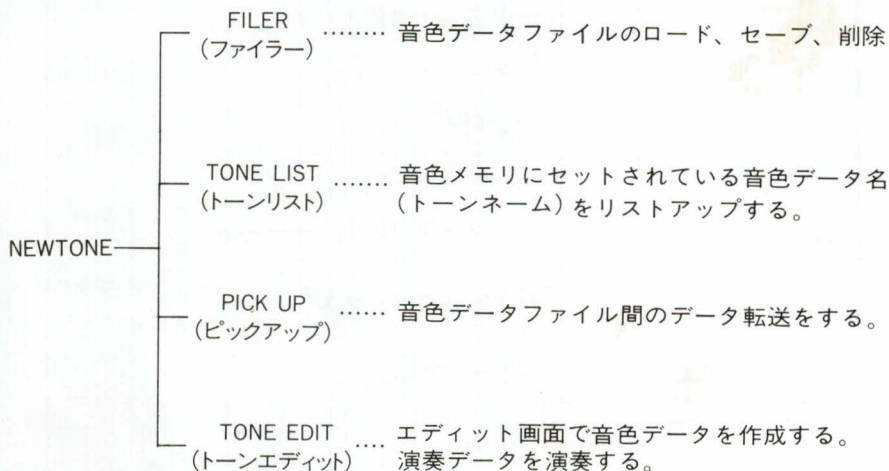 FILER ‥‥‥‥ 音色データファイルのロード、セーブ、削除
(ファイラー)
TONE LIST ‥‥‥ 音色メモリにセットされている音色データ名
(トーンリスト) (トーンネーム) をリストアップする。
NEWTONE
PICK UP ‥‥‥ 音色データファイル間のデータ転送をする。
(ピックアップ)
TONE EDIT ‥‥ エディット画面で音色データを作成する。
(トーンエディット) 演奏データを演奏する。